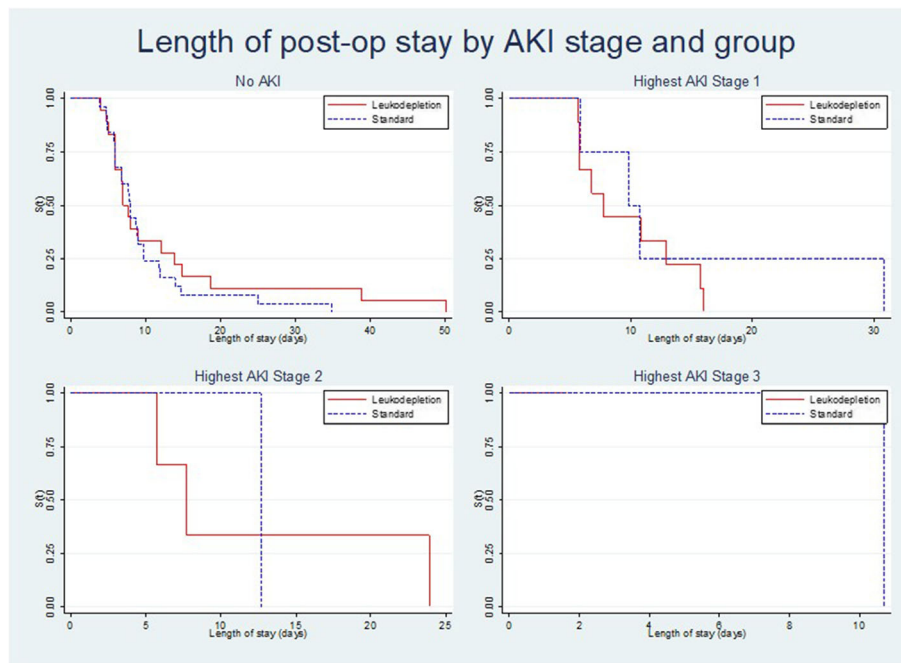 Length of post-op stay by AKI stage and group
No AKI
Leukodepletion
Standard
S(t)
1.00
0.75
0.50
0.25
0.00
0 10 20 30 40 50
Length of stay (days)
Highest AKI Stage 1
Leukodepletion
Standard
S(t)
1.00
0.75
0.50
0.25
0.00
0 10 20 30
Length of stay (days)
Highest AKI Stage 2
Leukodepletion
Standard
S(t)
1.00
0.75
0.50
0.25
0.00
0 5 10 15 20 25
Length of stay (days)
Highest AKI Stage 3
Leukodepletion
Standard
S(t)
1.00
0.75
0.50
0.25
0.00
0 2 4 6 8 10
Length of stay (days)